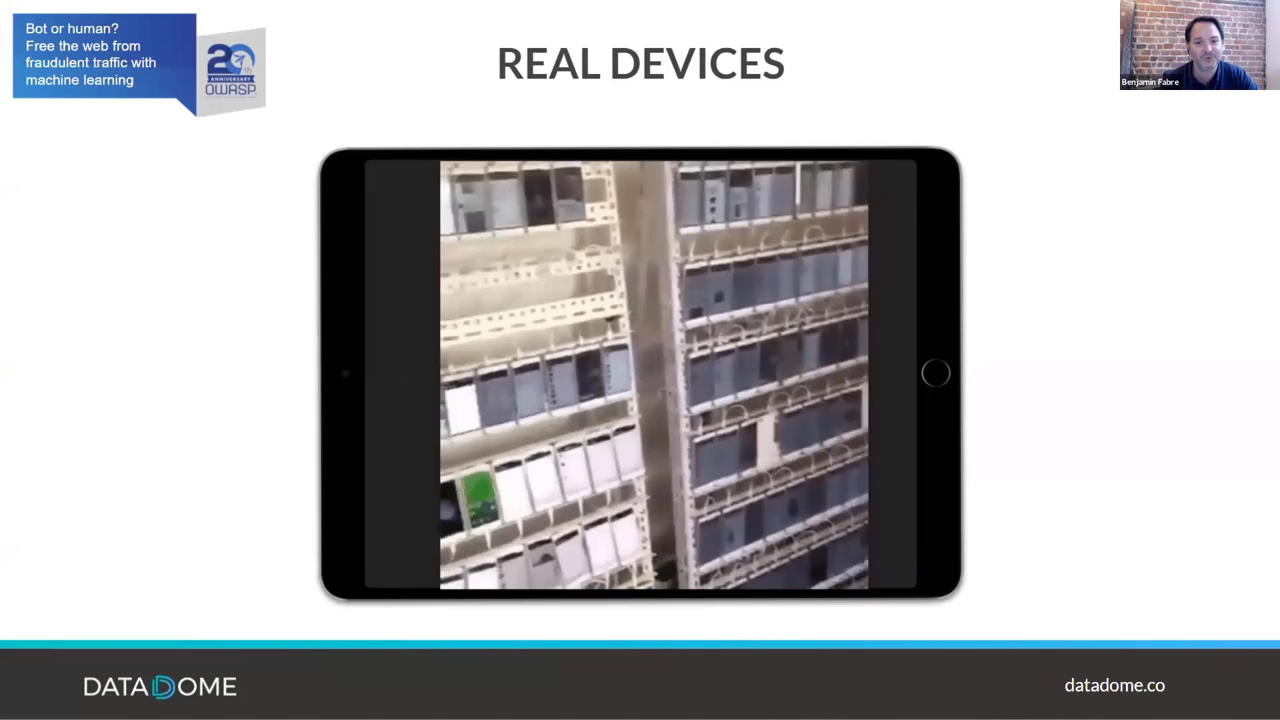 Bot or human?
Free the web from
fraudulent traffic with
machine learning
20
ANNIVERSARY
OWASP
REAL DEVICES
Benjamin Fabre
DATADOME
datadome.co